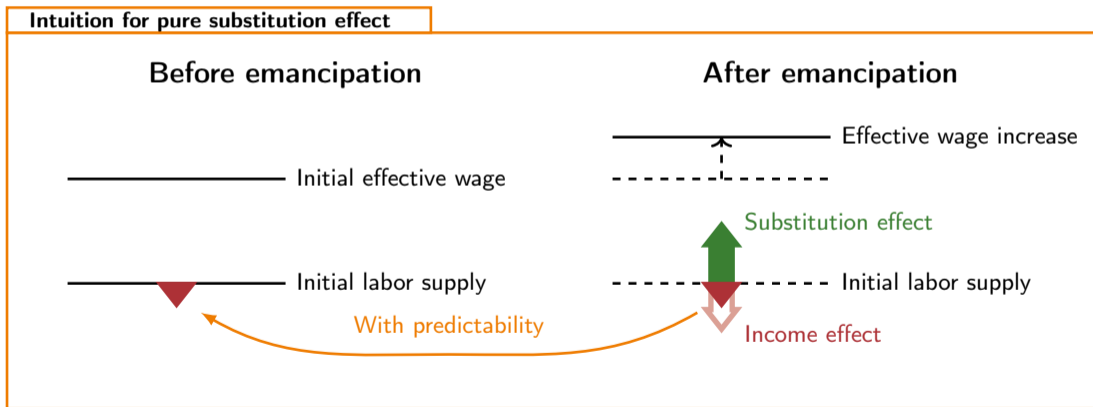 Intuition for pure substitution effect
Before emancipation
After emancipation
Effective wage increase
Initial effective wage
Substitution effect
Initial labor supply
Initial labor supply
With predictability
Income effect